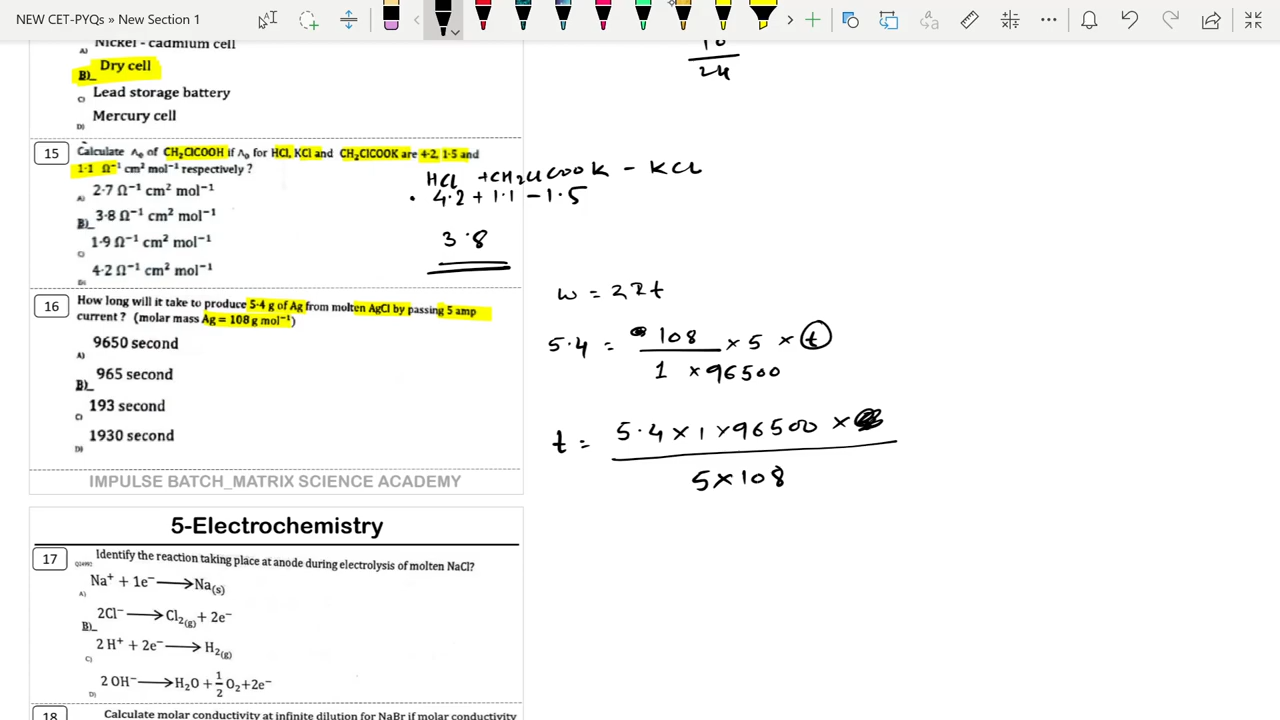 NEW CET-PYQs » New Section 1
A) Nickel - cadmium cell
B) Dry cell
C) Lead storage battery
D) Mercury cell
15 Calculate Λ₀ of CH₂ClCOOH if Λ₀ for HCl, KCl and CH₂ClCOOK are 4·2, 1·5 and
1·1 Ω⁻¹ cm² mol⁻¹ respectively ?
A) 2·7 Ω⁻¹ cm² mol⁻¹
B) 3·8 Ω⁻¹ cm² mol⁻¹
C) 1·9 Ω⁻¹ cm² mol⁻¹
D) 4·2 Ω⁻¹ cm² mol⁻¹
16 How long will it take to produce 5·4 g of Ag from molten AgCl by passing 5 amp
current ? (molar mass Ag = 108 g mol⁻¹)
A) 9650 second
B) 965 second
C) 193 second
D) 1930 second
IMPULSE BATCH_MATRIX SCIENCE ACADEMY
5-Electrochemistry
17 Identify the reaction taking place at anode during electrolysis of molten NaCl?
A) Na⁺ + 1e⁻ ⟶ Na(s)
B) 2Cl⁻ ⟶ Cl₂(g) + 2e⁻
C) 2 H⁺ + 2e⁻ ⟶ H₂(g)
D) 2 OH⁻ ⟶ H₂O + 1/2 O₂+2e⁻
18 Calculate molar conductivity at infinite dilution for NaBr if molar conductivity
24
HCl + CH₂ClCOOK - KCl
4·2 + 1·1 - 1·5
3·8
5·4 = 108 / 1 × 96500 × 5 × t
t = 5·4 × 1 × 96500 × / 5 × 108